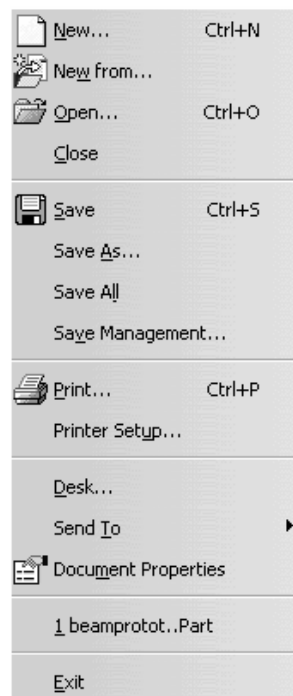 New... Ctrl+N
New from...
Open... Ctrl+O
Close
Save Ctrl+S
Save As...
Save All
Save Management...
Print... Ctrl+P
Printer Setup...
Desk...
Send To
Document Properties
1 beamprotot..Part
Exit